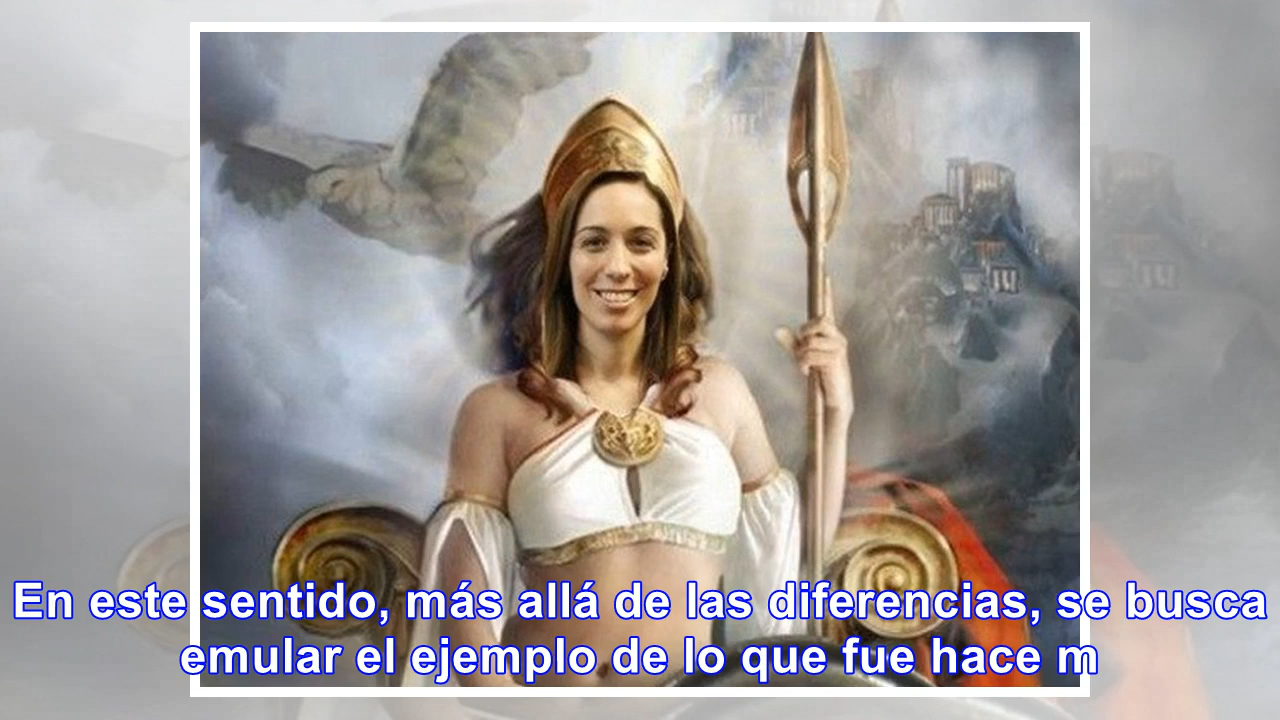 En este sentido, más allá de las diferencias, se busca
emular el ejemplo de lo que fue hace m